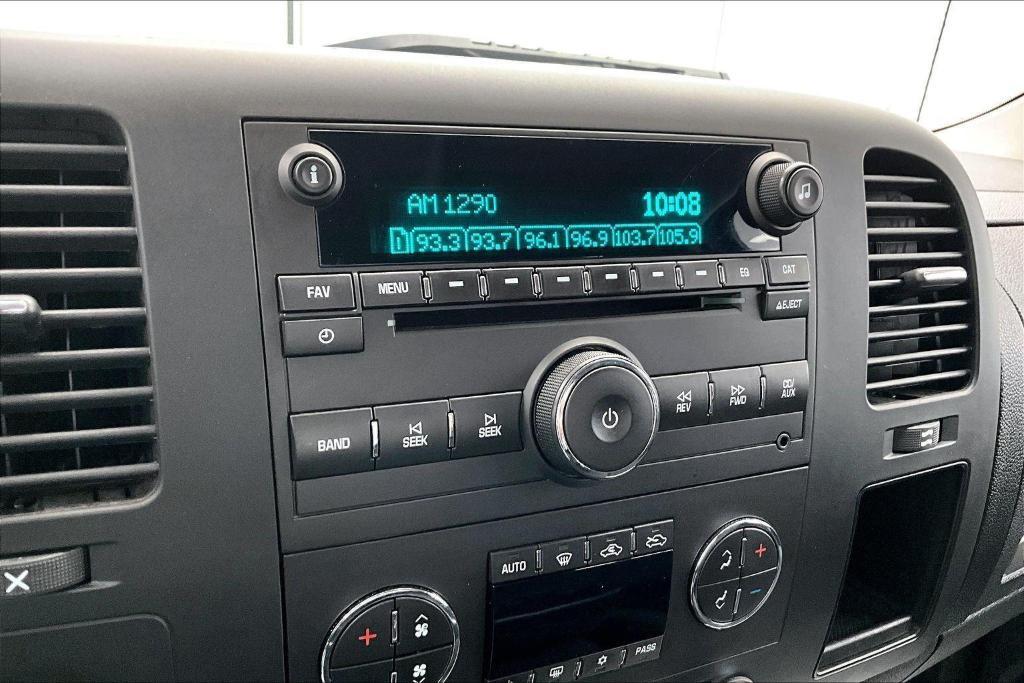 i
AM 1290 10:08
1 93.3 93.7 96.1 96.9 103.7 105.9
FAV MENU EQ CAT
EJECT
BAND SEEK SEEK REV FWD CD/
AUX
AUTO
PASS